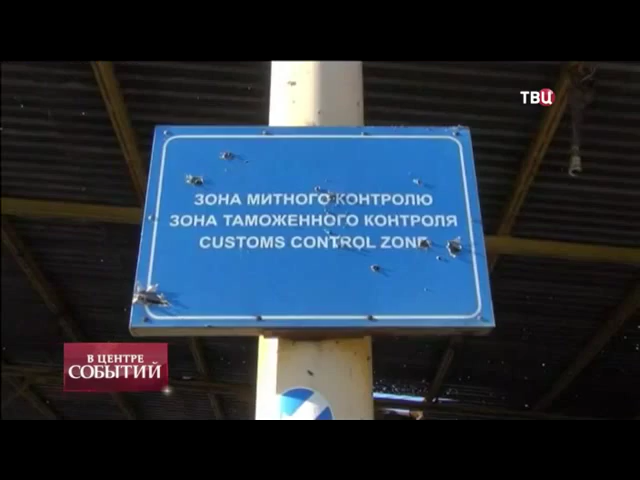 ТВЦ
ЗОНА МИТНОГО КОНТРОЛЮ
ЗОНА ТАМОЖЕННОГО КОНТРОЛЯ
CUSTOMS CONTROL ZONE
В ЦЕНТРЕ
СОБЫТИЙ